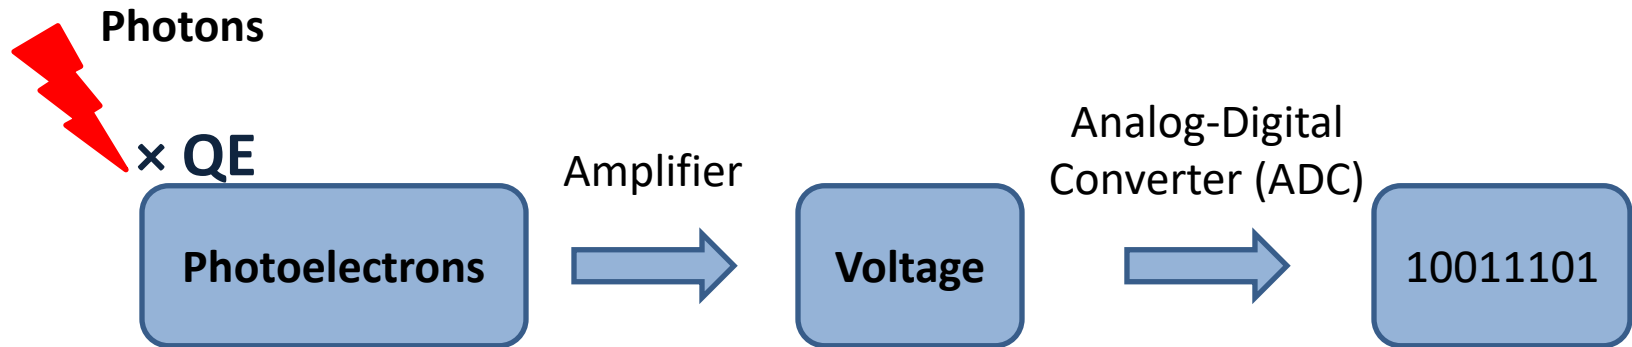 Photons
× QE
Photoelectrons
Amplifier
Voltage
Analog-Digital
Converter (ADC)
10011101